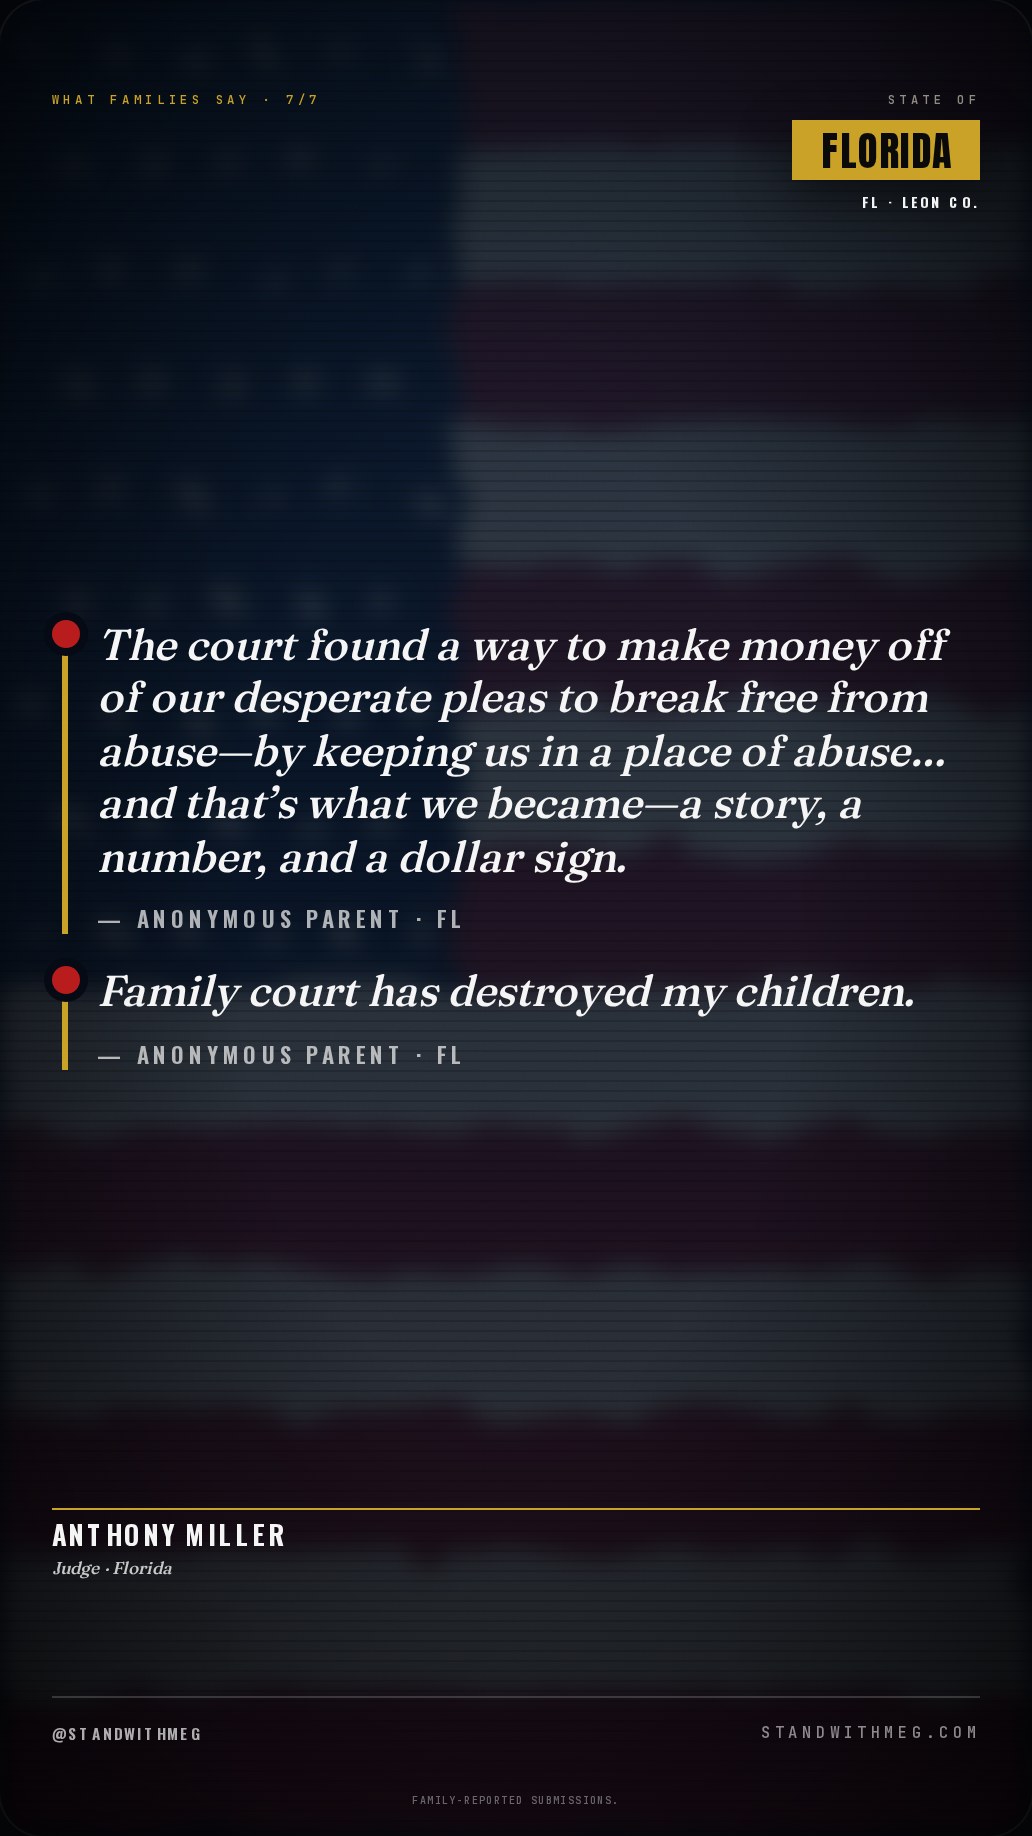 WHAT FAMILIES SAY · 7/7
STATE OF
FLORIDA
FL · LEON CO.
The court found a way to make money off
of our desperate pleas to break free from
abuse—by keeping us in a place of abuse...
and that’s what we became—a story, a
number, and a dollar sign.
— ANONYMOUS PARENT · FL
Family court has destroyed my children.
— ANONYMOUS PARENT · FL
ANTHONY MILLER
Judge · Florida
@STANDWITHMEG
STANDWITHMEG.COM
FAMILY-REPORTED SUBMISSIONS.